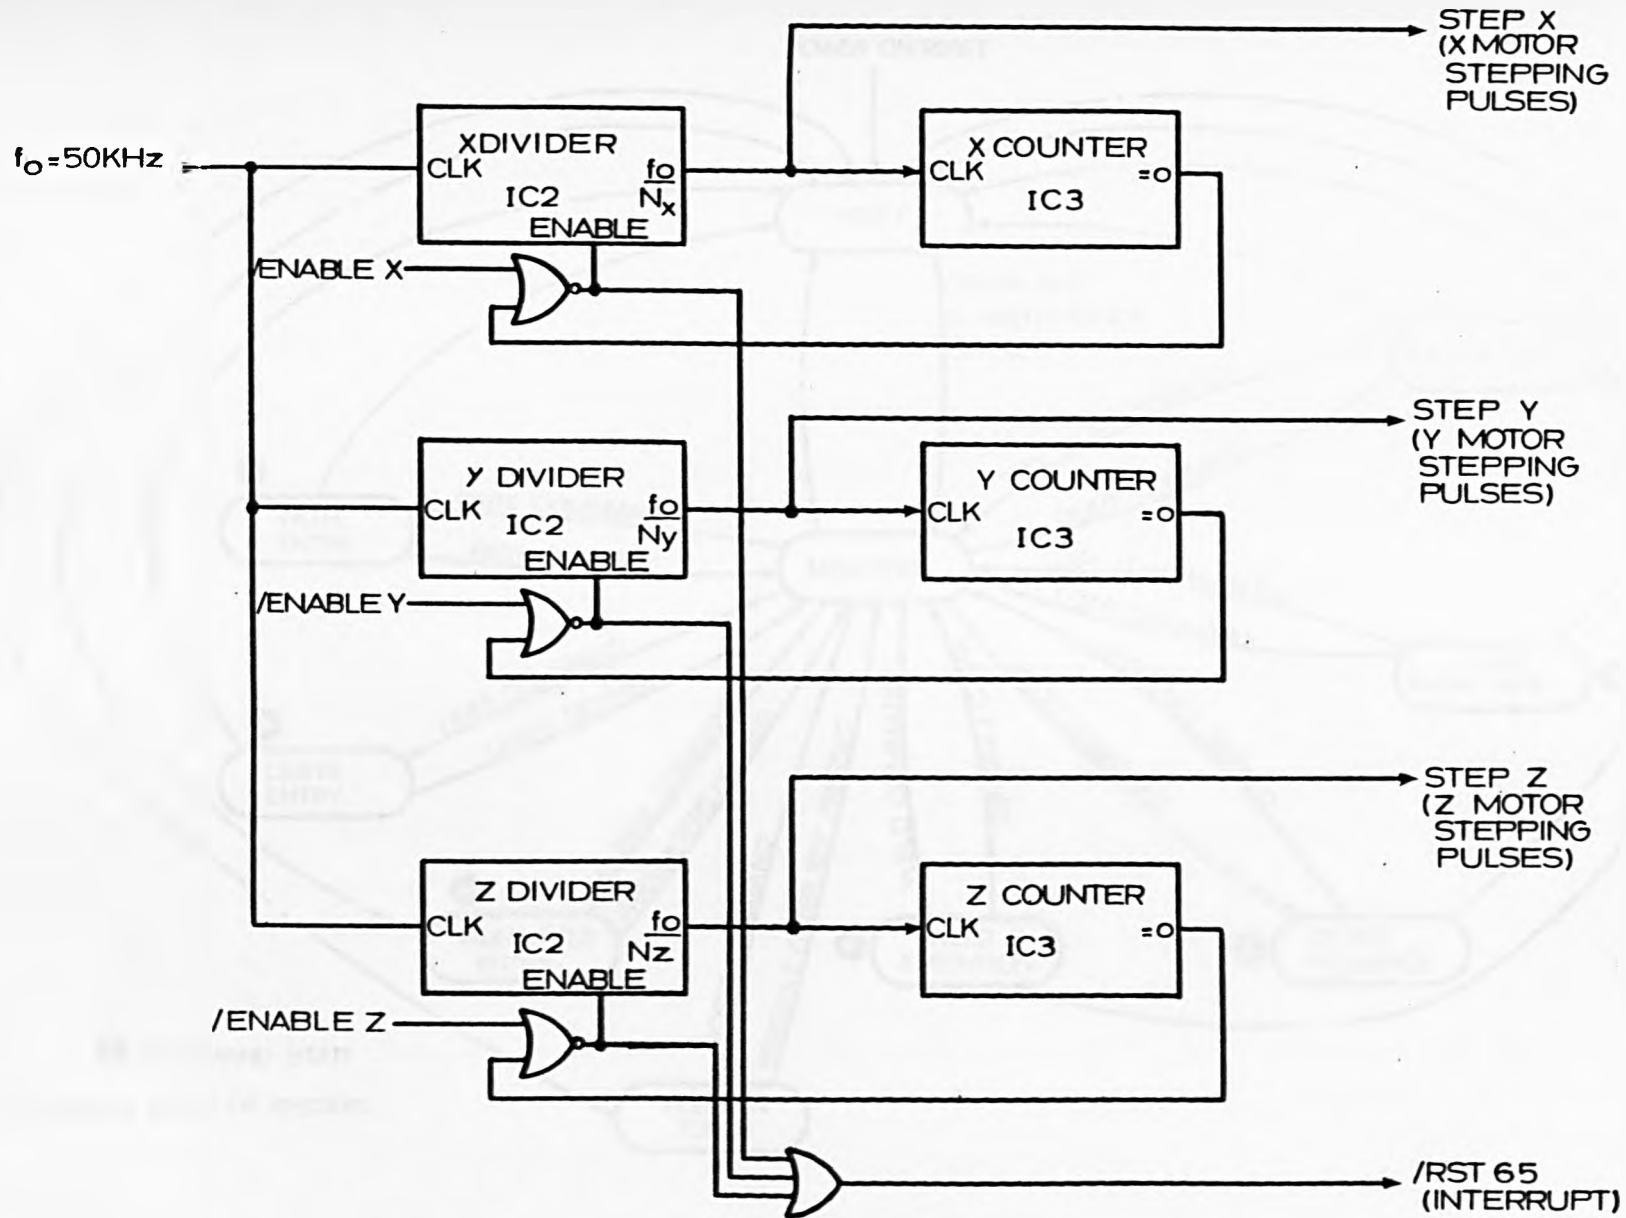 STEP X
(X MOTOR
STEPPING
PULSES)
f₀=50KHz
X DIVIDER
CLK
IC2
fo
Nx
ENABLE
X COUNTER
CLK
=0
IC3
/ENABLE X
STEP Y
(Y MOTOR
STEPPING
PULSES)
Y DIVIDER
CLK
IC2
fo
Ny
ENABLE
Y COUNTER
CLK
=0
IC3
/ENABLE Y
STEP Z
(Z MOTOR
STEPPING
PULSES)
Z DIVIDER
CLK
IC2
fo
Nz
ENABLE
Z COUNTER
CLK
=0
IC3
/ENABLE Z
/RST 65
(INTERRUPT)